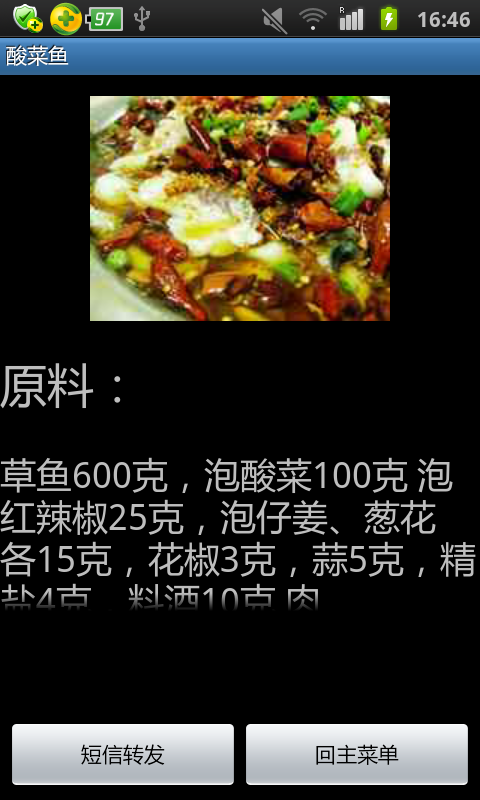 97
R
16:46
酸菜鱼
原料：
草鱼600克，泡酸菜100克 泡
红辣椒25克，泡仔姜、葱花
各15克，花椒3克，蒜5克，精
盐4克，料酒10克 肉
短信转发
回主菜单